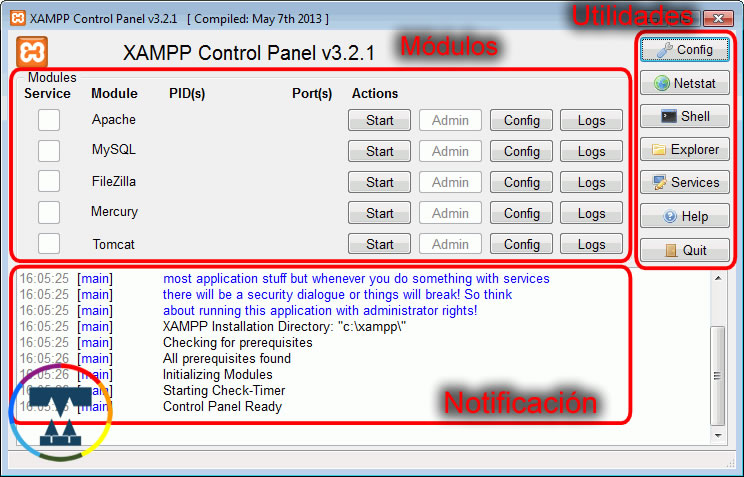 XAMPP Control Panel v3.2.1 [ Compiled: May 7th 2013 ]
Utilidades
XAMPP Control Panel v3.2.1
Módulos
Config
Modules
Service Module PID(s) Port(s) Actions
Netstat
Apache Start Admin Config Logs
Shell
MySQL Start Admin Config Logs
Explorer
FileZilla Start Admin Config Logs
Services
Mercury Start Admin Config Logs
Help
Tomcat Start Admin Config Logs
Quit
16:05:25 [main] most application stuff but whenever you do something with services
16:05:25 [main] there will be a security dialogue or things will break! So think
16:05:25 [main] about running this application with administrator rights!
16:05:25 [main] XAMPP Installation Directory: "c:\xampp\"
16:05:25 [main] Checking for prerequisites
16:05:26 [main] All prerequisites found
16:05:26 [main] Initializing Modules
[main] Starting Check-Timer
[main] Control Panel Ready
Notificación